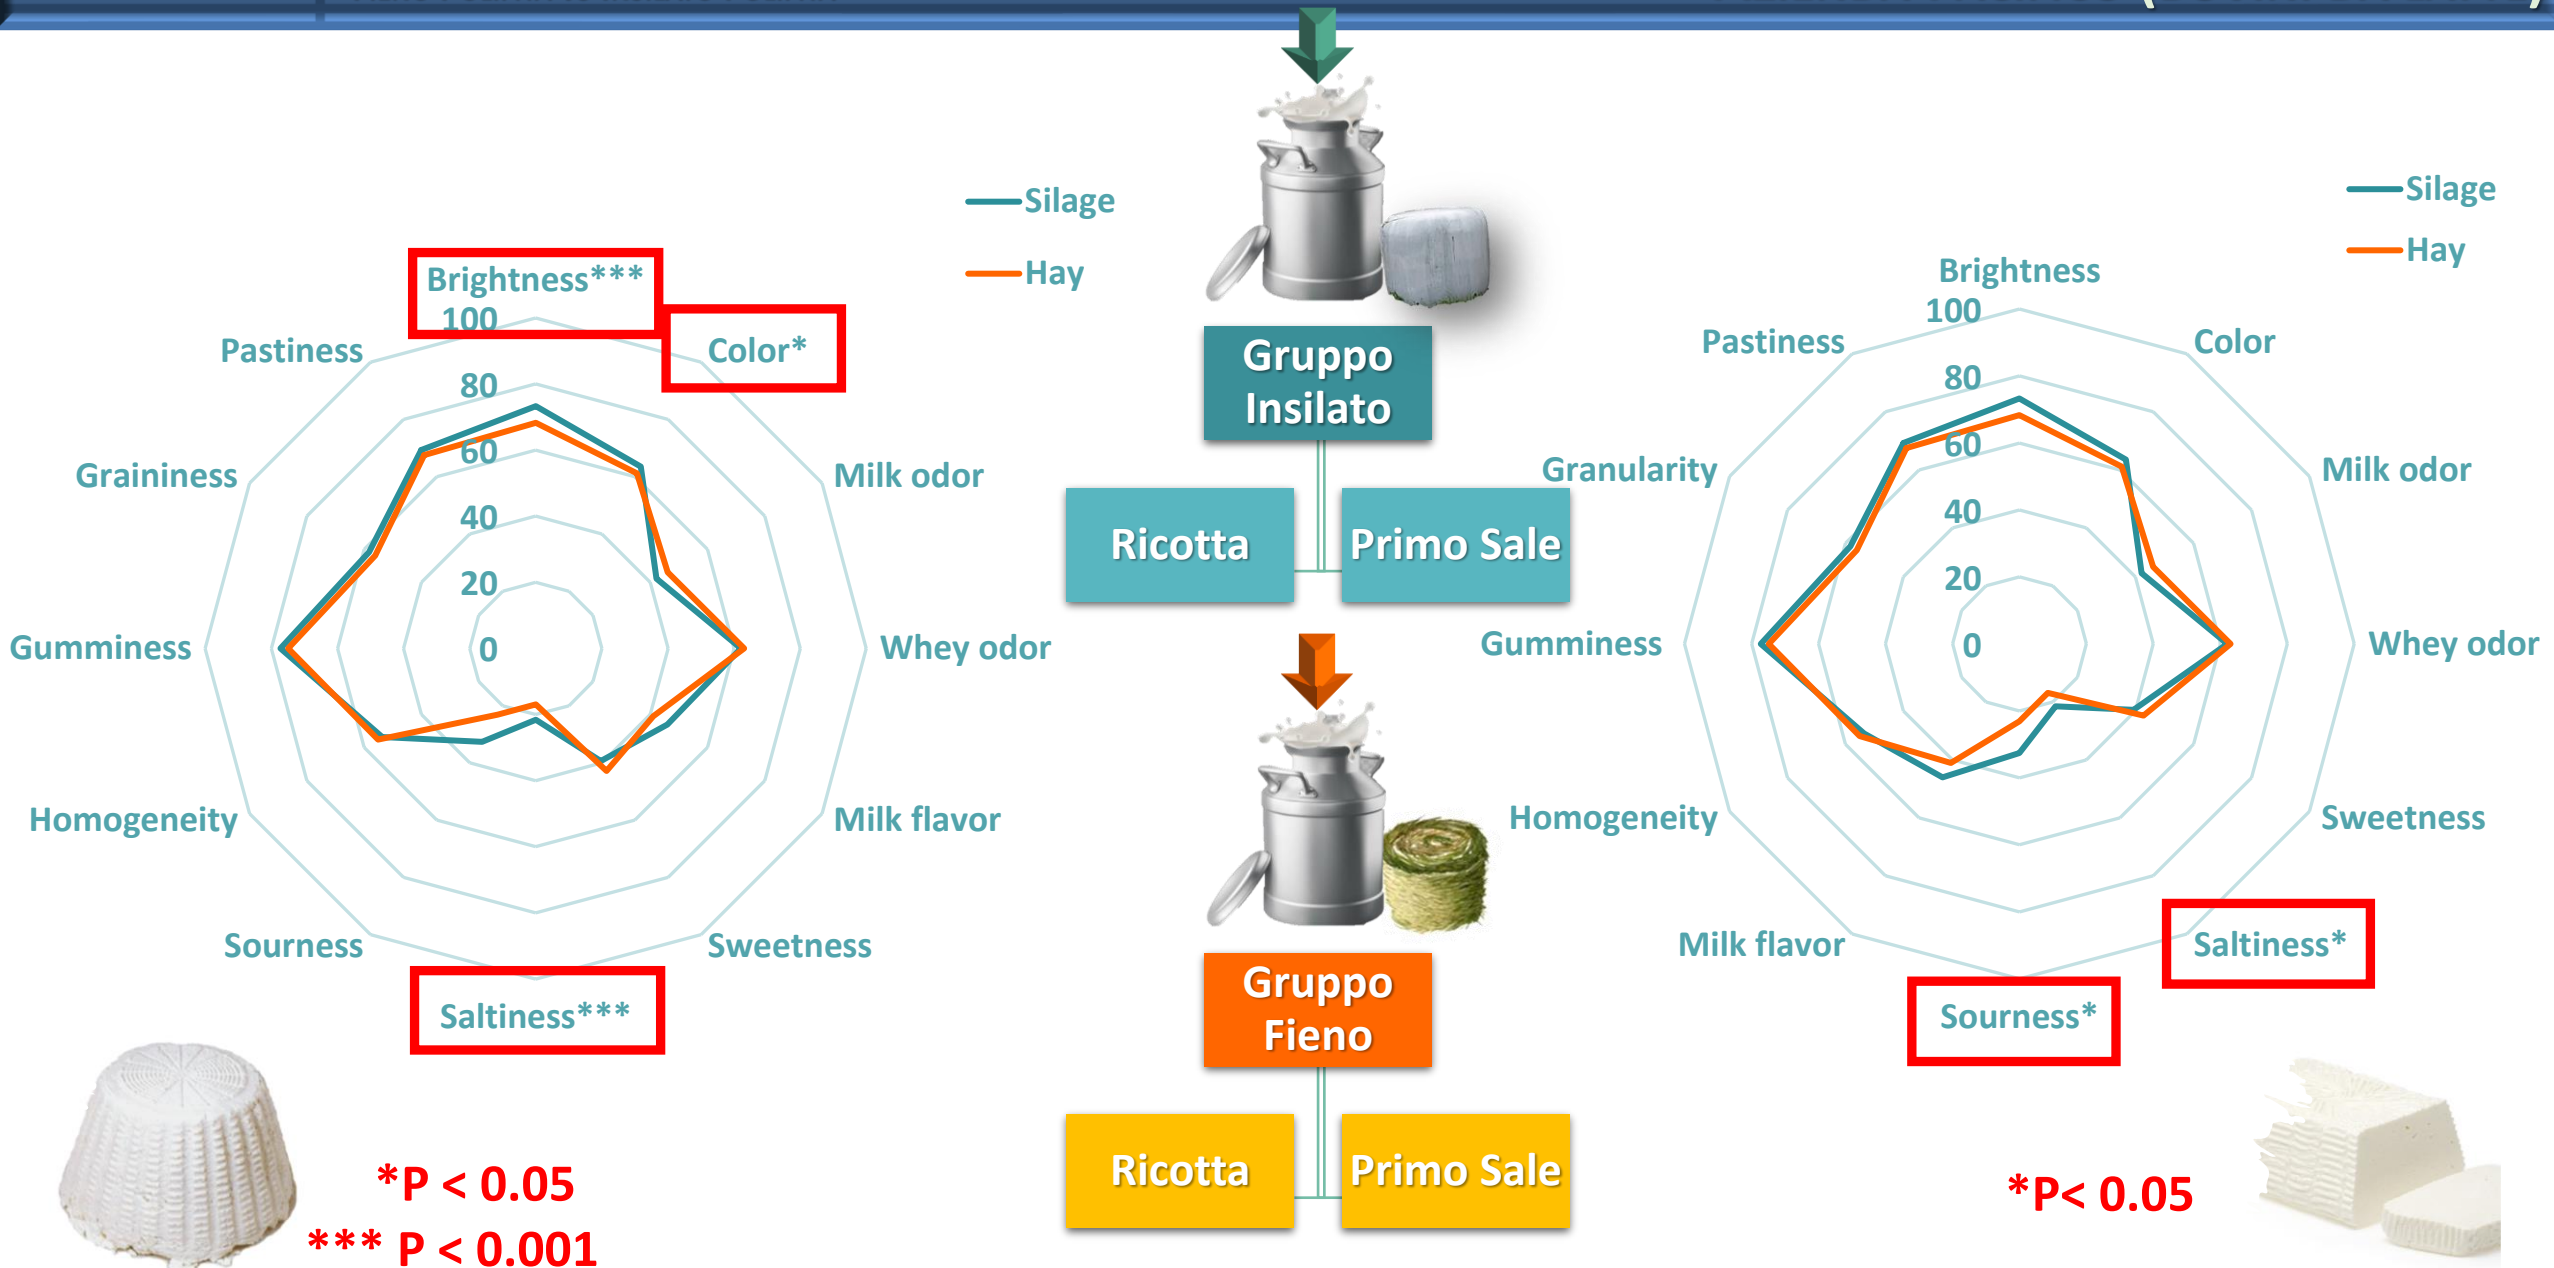 Silage
Hay
Brightness***
100
80
60
40
20
0
Color*
Milk odor
Whey odor
Milk flavor
Sweetness
Saltiness***
Sourness
Homogeneity
Gumminess
Graininess
Pastiness
*P < 0.05
*** P < 0.001
Gruppo
Insilato
Ricotta
Primo Sale
Gruppo
Fieno
Ricotta
Primo Sale
Silage
Hay
Brightness
100
80
60
40
20
0
Color
Milk odor
Whey odor
Sweetness
Saltiness*
Sourness*
Milk flavor
Homogeneity
Gumminess
Granularity
Pastiness
*P< 0.05